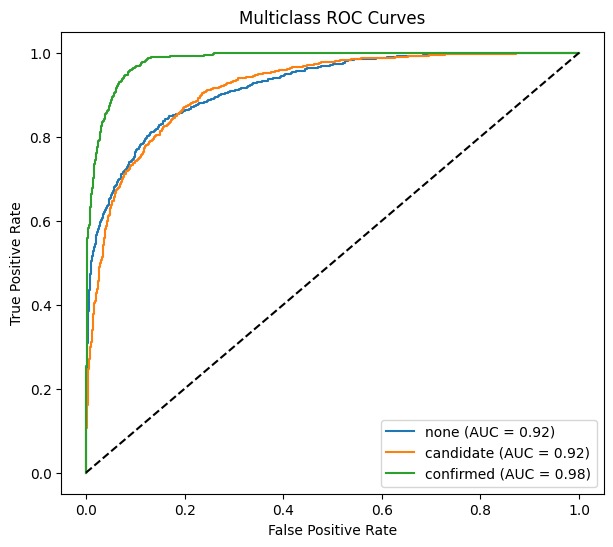 Multiclass ROC Curves
True Positive Rate
1.0
0.8
0.6
0.4
0.2
0.0
none (AUC = 0.92)
candidate (AUC = 0.92)
confirmed (AUC = 0.98)
0.0 0.2 0.4 0.6 0.8 1.0
False Positive Rate